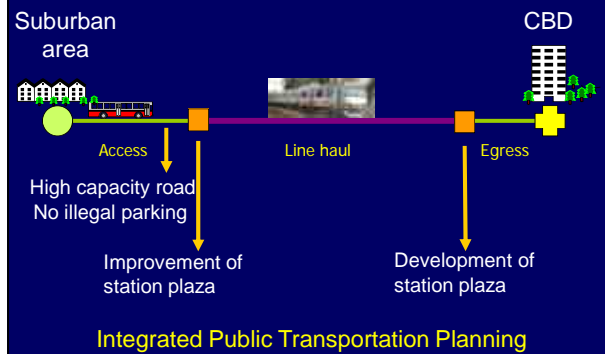 Suburban
area
CBD
Access
Line haul
Egress
High capacity road
No illegal parking
Improvement of
station plaza
Development of
station plaza
Integrated Public Transportation Planning